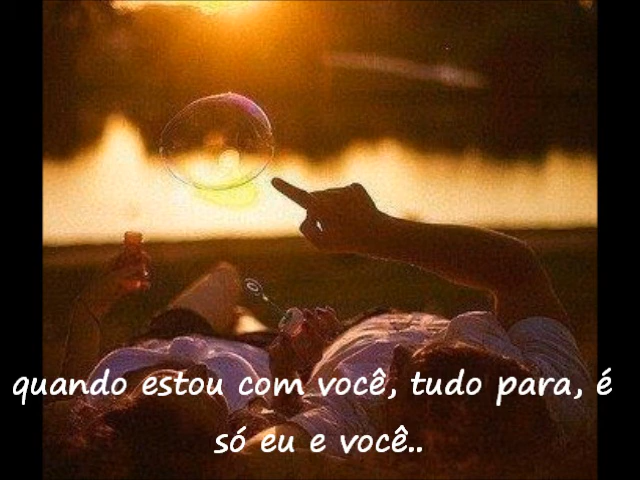 quando estou com você, tudo para, é
só eu e você..